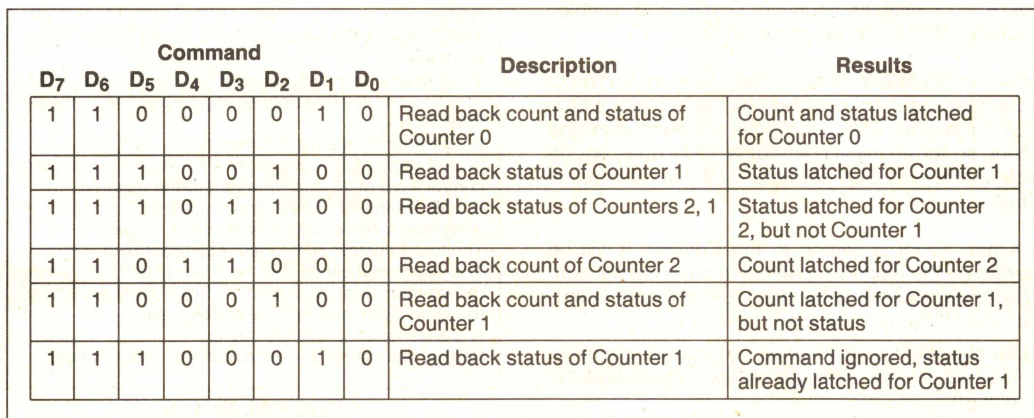 Command
Description Results
D7 D6 D5 D4 D3 D2 D1 D0
1 1 0 0 0 0 1 0 Read back count and status of Count and status latched
Counter 0 for Counter 0
1 1 1 0 0 1 0 0 Read back status of Counter 1 Status latched for Counter 1
1 1 1 0 1 1 0 0 Read back status of Counters 2, 1 Status latched for Counter
2, but not Counter 1
1 1 0 1 1 0 0 0 Read back count of Counter 2 Count latched for Counter 2
1 1 0 0 0 1 0 0 Read back count and status of Count latched for Counter 1,
Counter 1 but not status
1 1 1 0 0 0 1 0 Read back status of Counter 1 Command ignored, status
already latched for Counter 1